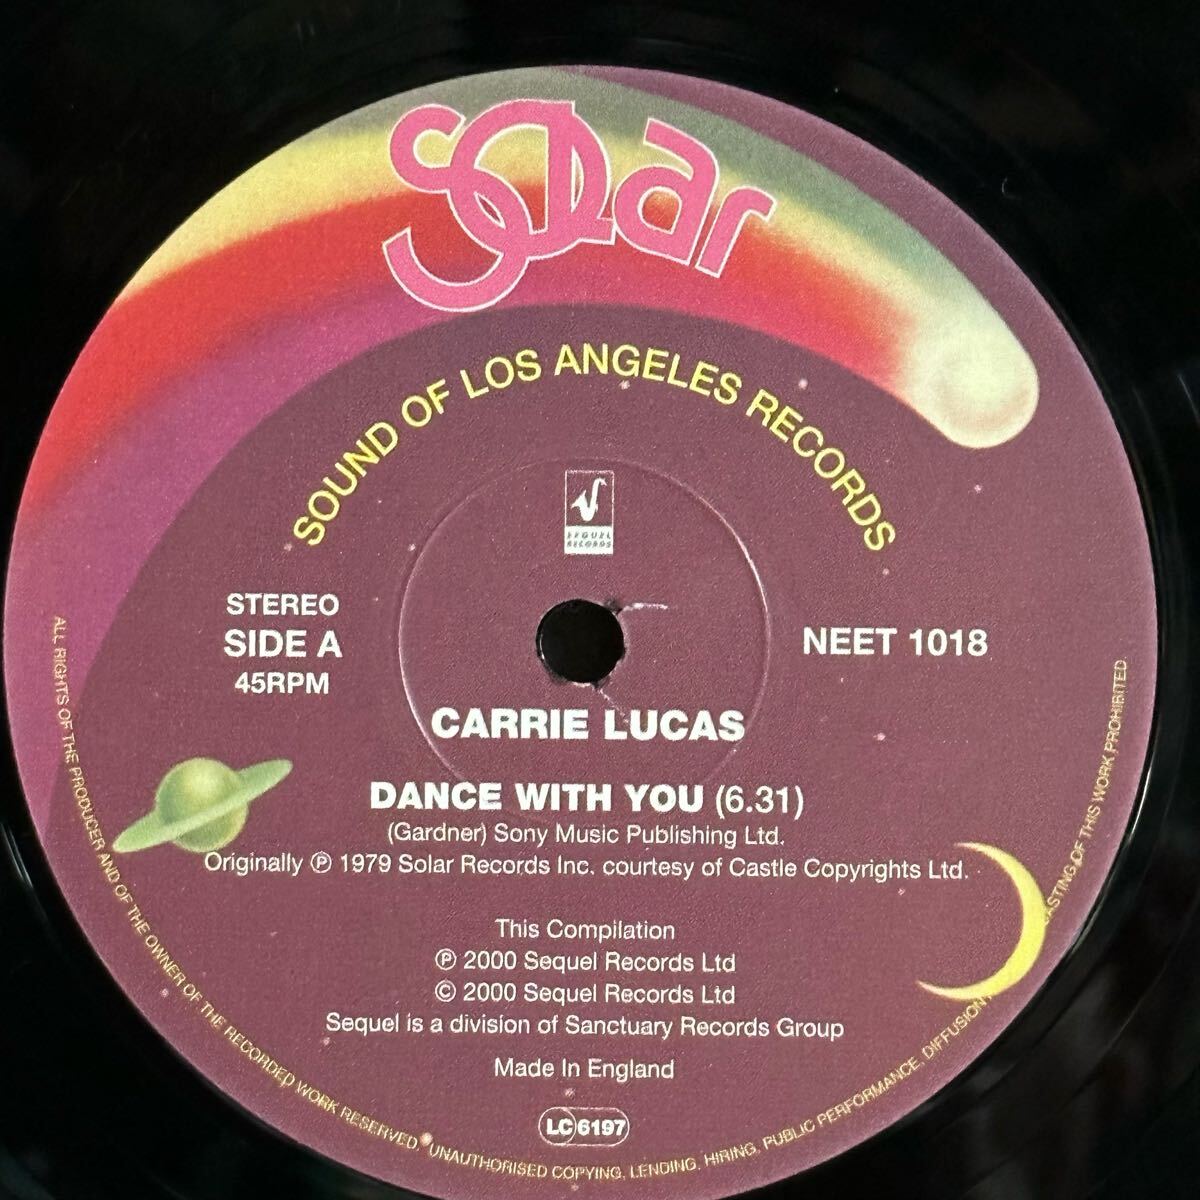 Solar
SOUND OF LOS ANGELES RECORDS
SEQUEL
RECORDS
STEREO
SIDE A
45RPM
NEET 1018
CARRIE LUCAS
DANCE WITH YOU (6.31)
(Gardner) Sony Music Publishing Ltd.
Originally ℗ 1979 Solar Records Inc. courtesy of Castle Copyrights Ltd.
This Compilation
℗ 2000 Sequel Records Ltd
© 2000 Sequel Records Ltd
Sequel is a division of Sanctuary Records Group
Made In England
LC 6197
ALL RIGHTS OF THE PRODUCER AND OF THE OWNER OF THE RECORDED WORK RESERVED. UNAUTHORISED COPYING, LENDING, HIRING, PUBLIC PERFORMANCE, DIFFUSION OF THIS WORK PROHIBITED.